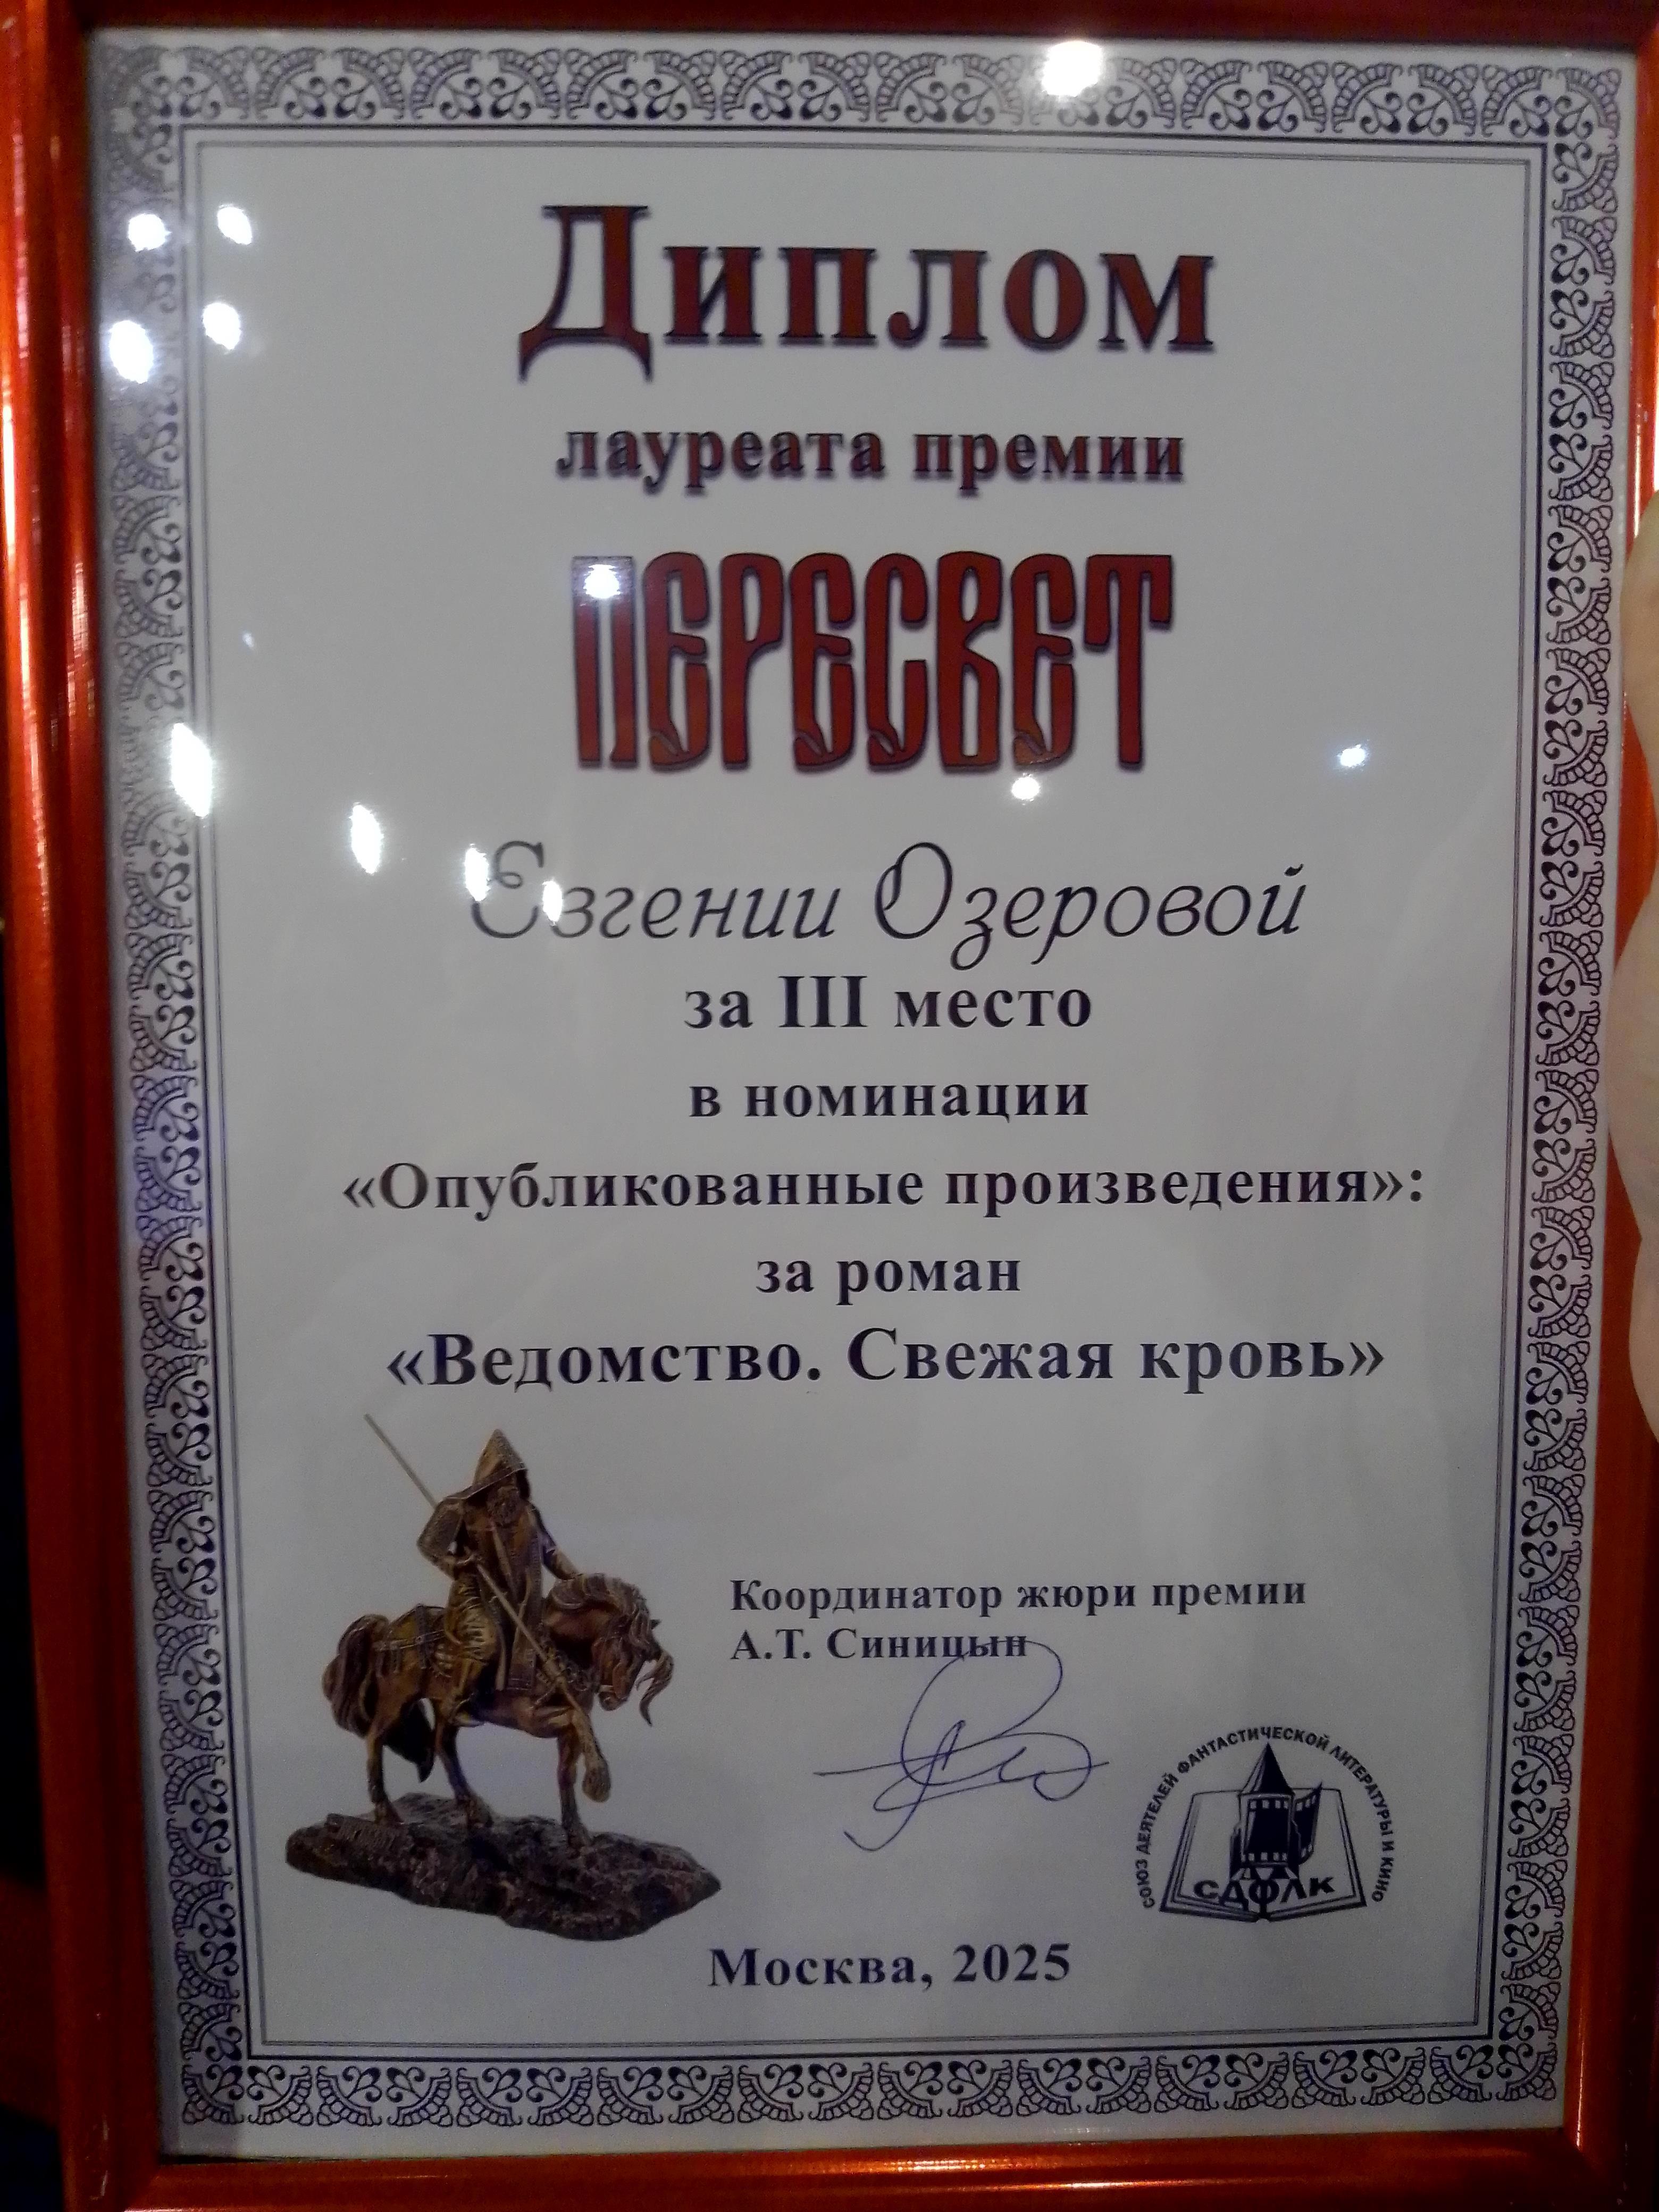 Диплом
лауреата премии
ПЕРЕСВЕТ
Евгении Озеровой
за III место
в номинации
«Опубликованные произведения»:
за роман
«Ведомство. Свежая кровь»
Координатор жюри премии
А.Т. Синицын
СОЮЗ ДЕЯТЕЛЕЙ ФАНТАСТИЧЕСКОЙ ЛИТЕРАТУРЫ И КИНО
СДФЛК
Москва, 2025